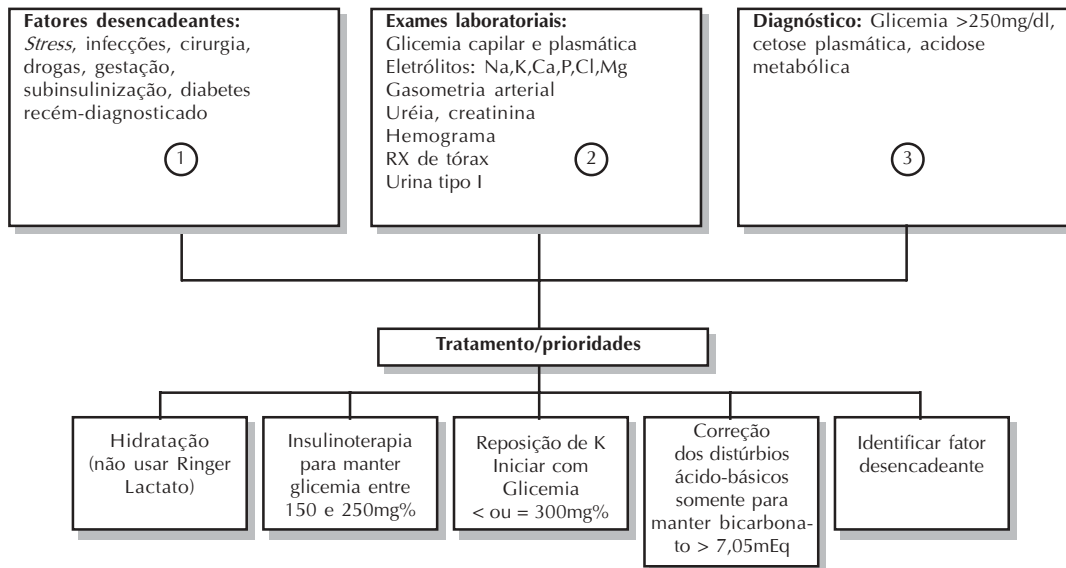 Fatores desencadeantes:
Stress, infecções, cirurgia,
drogas, gestação,
subinsulinização, diabetes
recém-diagnosticado
1
Exames laboratoriais:
Glicemia capilar e plasmática
Eletrólitos: Na,K,Ca,P,Cl,Mg
Gasometria arterial
Uréia, creatinina
Hemograma
RX de tórax
Urina tipo I
2
Diagnóstico: Glicemia >250mg/dl,
cetose plasmática, acidose
metabólica
3
Tratamento/prioridades
Hidratação
(não usar Ringer
Lactato)
Insulinoterapia
para manter
glicemia entre
150 e 250mg%
Reposição de K
Iniciar com
Glicemia
< ou = 300mg%
Correção
dos distúrbios
ácido-básicos
somente para
manter bicarbona-
to > 7,05mEq
Identificar fator
desencadeante